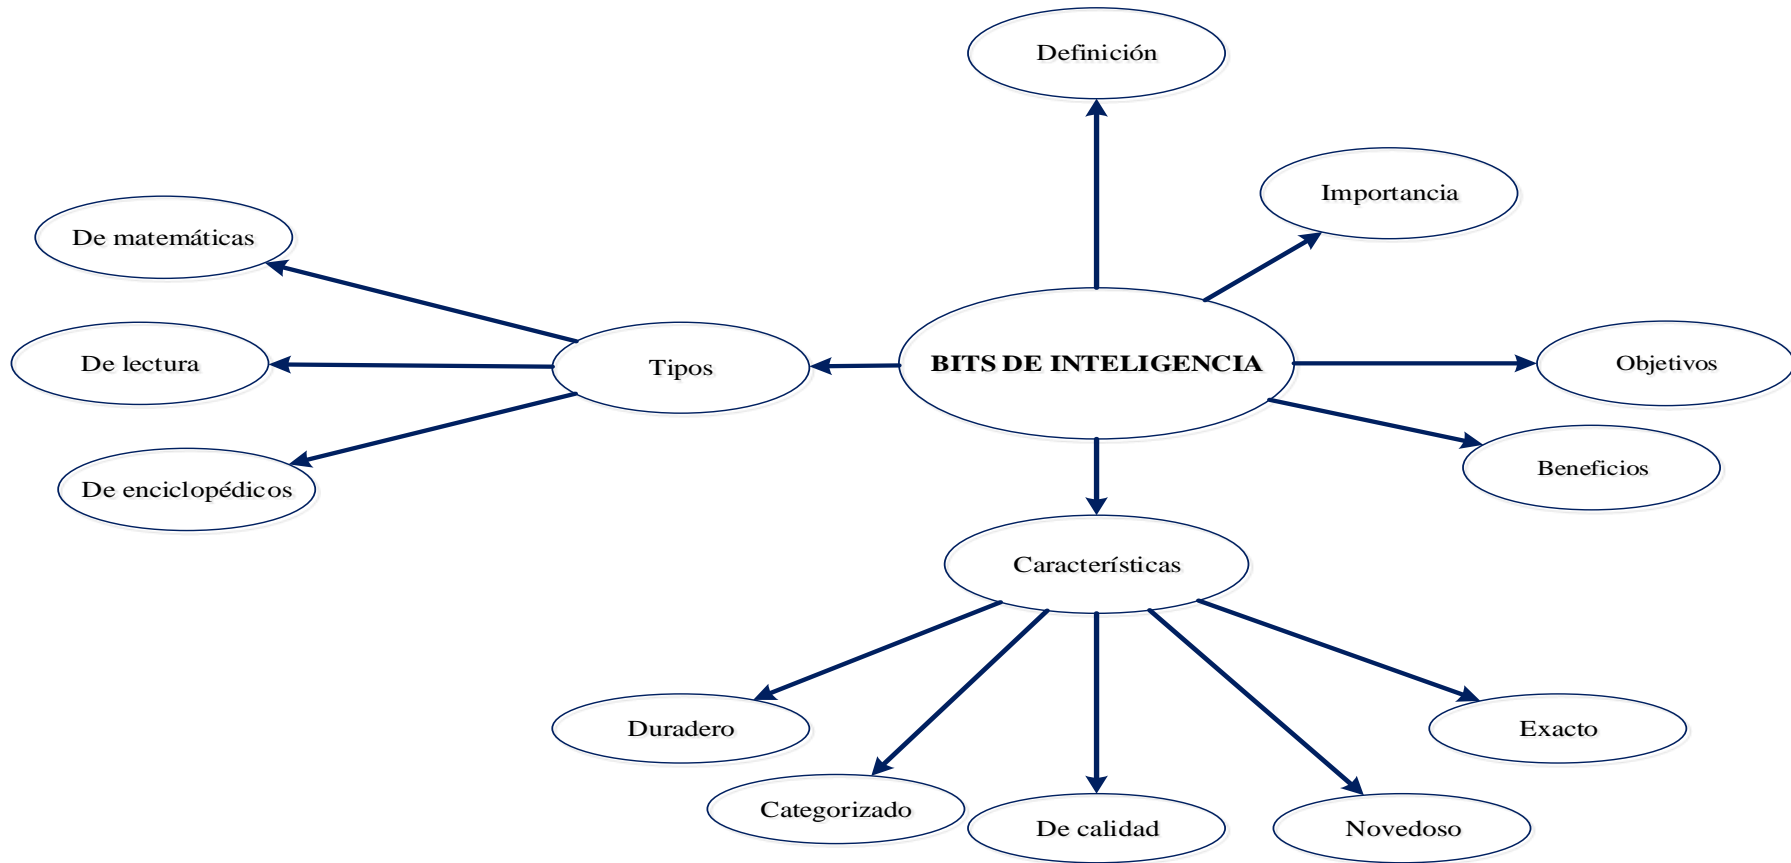 Definición
Importancia
De matemáticas
De lectura
Tipos
BITS DE INTELIGENCIA
Objetivos
Beneficios
De enciclopédicos
Características
Duradero
Exacto
Categorizado
De calidad
Novedoso